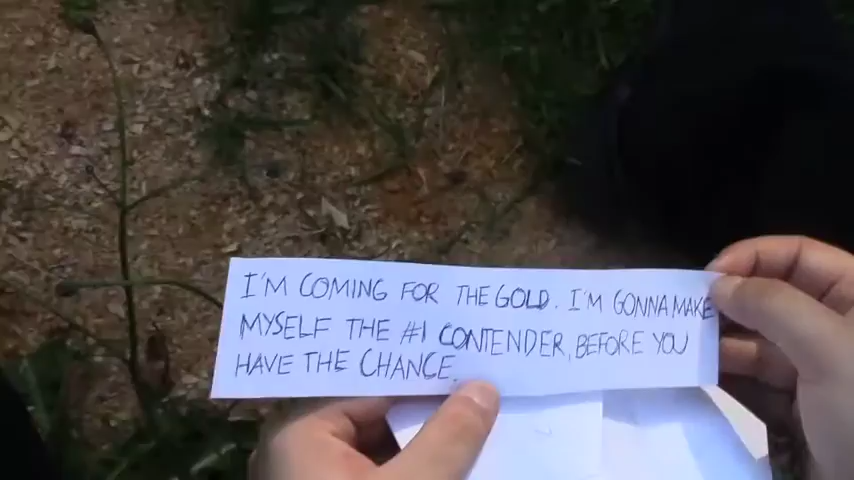 I'M COMING FOR THE GOLD. I'M GONNA MAKE
MYSELF THE #1 CONTENDER, BEFORE YOU
HAVE THE CHANCE.